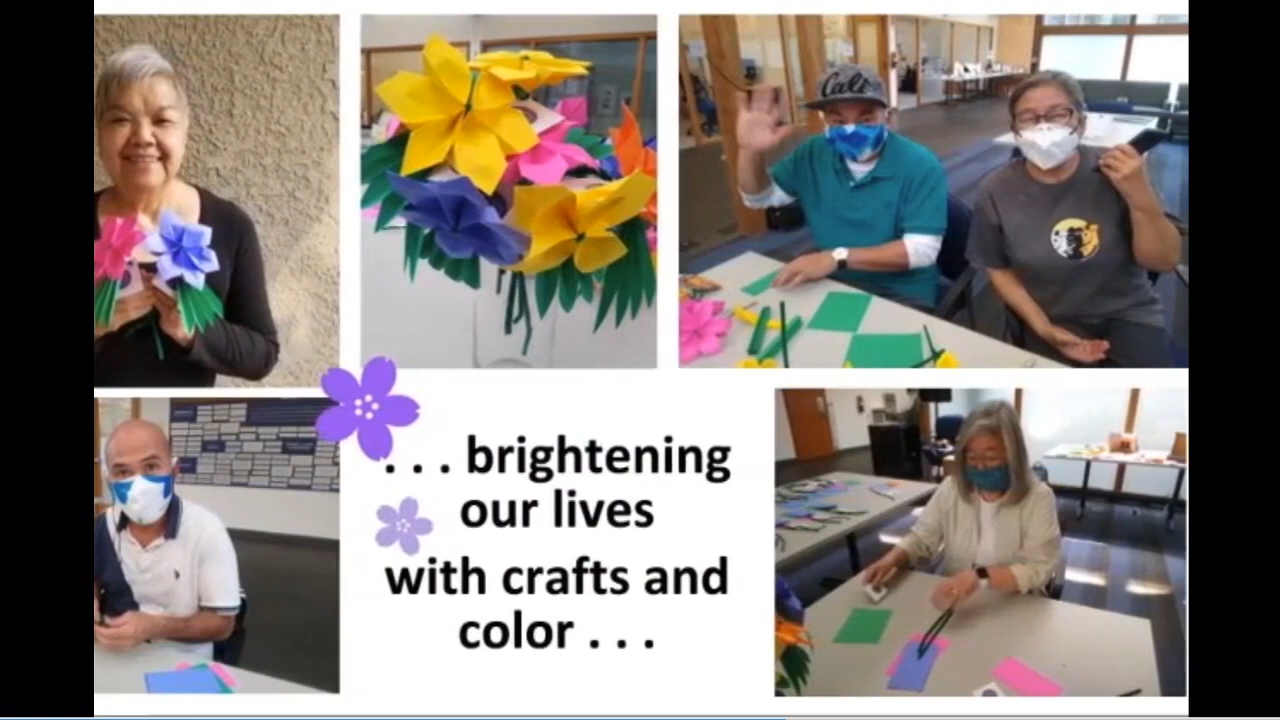 Cali
. . . brightening
our lives
with crafts and
color . . .